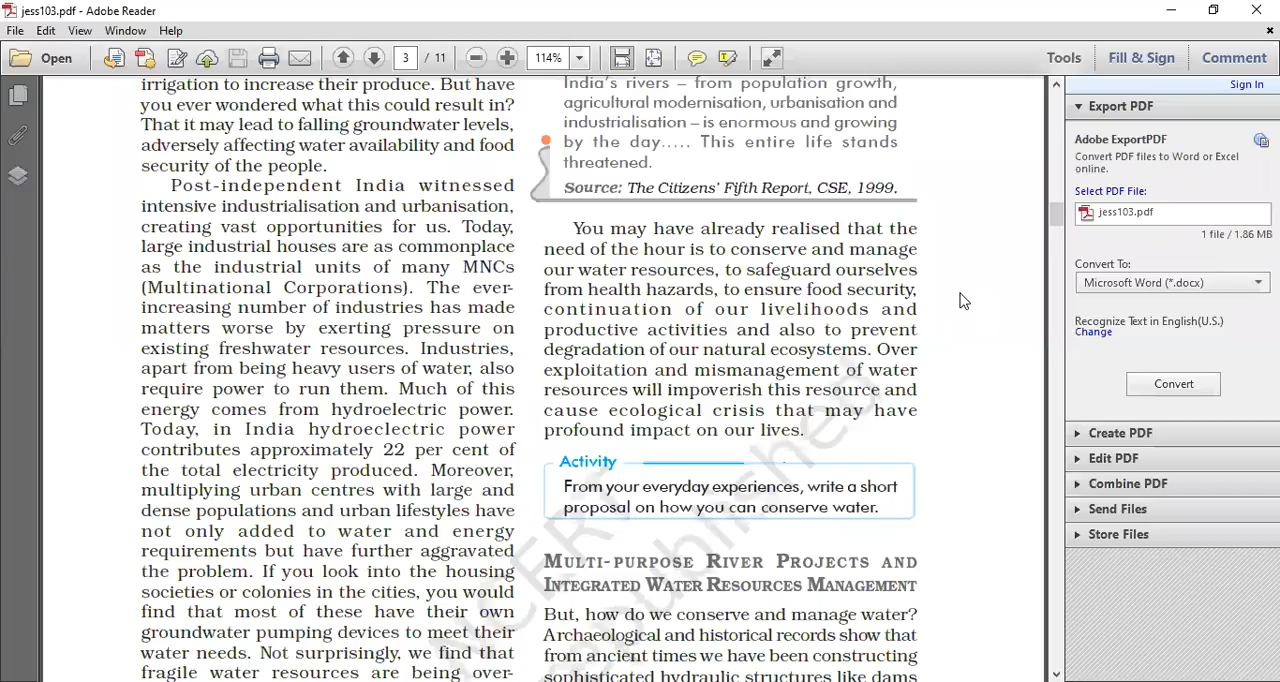 jess103.pdf - Adobe Reader
File Edit View Window Help
Open 3 / 11 114% Tools Fill & Sign Comment
irrigation to increase their produce. But have
you ever wondered what this could result in?
That it may lead to falling groundwater levels,
adversely affecting water availability and food
security of the people.
Post-independent India witnessed
intensive industrialisation and urbanisation,
creating vast opportunities for us. Today,
large industrial houses are as commonplace
as the industrial units of many MNCs
(Multinational Corporations). The ever-
increasing number of industries has made
matters worse by exerting pressure on
existing freshwater resources. Industries,
apart from being heavy users of water, also
require power to run them. Much of this
energy comes from hydroelectric power.
Today, in India hydroeclectric power
contributes approximately 22 per cent of
the total electricity produced. Moreover,
multiplying urban centres with large and
dense populations and urban lifestyles have
not only added to water and energy
requirements but have further aggravated
the problem. If you look into the housing
societies or colonies in the cities, you would
find that most of these have their own
groundwater pumping devices to meet their
water needs. Not surprisingly, we find that
fragile water resources are being over-
India's rivers – from population growth,
agricultural modernisation, urbanisation and
industrialisation – is enormous and growing
by the day..... This entire life stands
threatened.
Source: The Citizens' Fifth Report, CSE, 1999.
You may have already realised that the
need of the hour is to conserve and manage
our water resources, to safeguard ourselves
from health hazards, to ensure food security,
continuation of our livelihoods and
productive activities and also to prevent
degradation of our natural ecosystems. Over
exploitation and mismanagement of water
resources will impoverish this resource and
cause ecological crisis that may have
profound impact on our lives.
Activity
From your everyday experiences, write a short
proposal on how you can conserve water.
MULTI-PURPOSE RIVER PROJECTS AND
INTEGRATED WATER RESOURCES MANAGEMENT
But, how do we conserve and manage water?
Archaeological and historical records show that
from ancient times we have been constructing
sophisticated hydraulic structures like dams
NCERT
republished
Sign In
Export PDF
Adobe ExportPDF
Convert PDF files to Word or Excel
online.
Select PDF File:
jess103.pdf
1 file / 1.86 MB
Convert To:
Microsoft Word (*.docx)
Recognize Text in English(U.S.)
Change
Convert
Create PDF
Edit PDF
Combine PDF
Send Files
Store Files